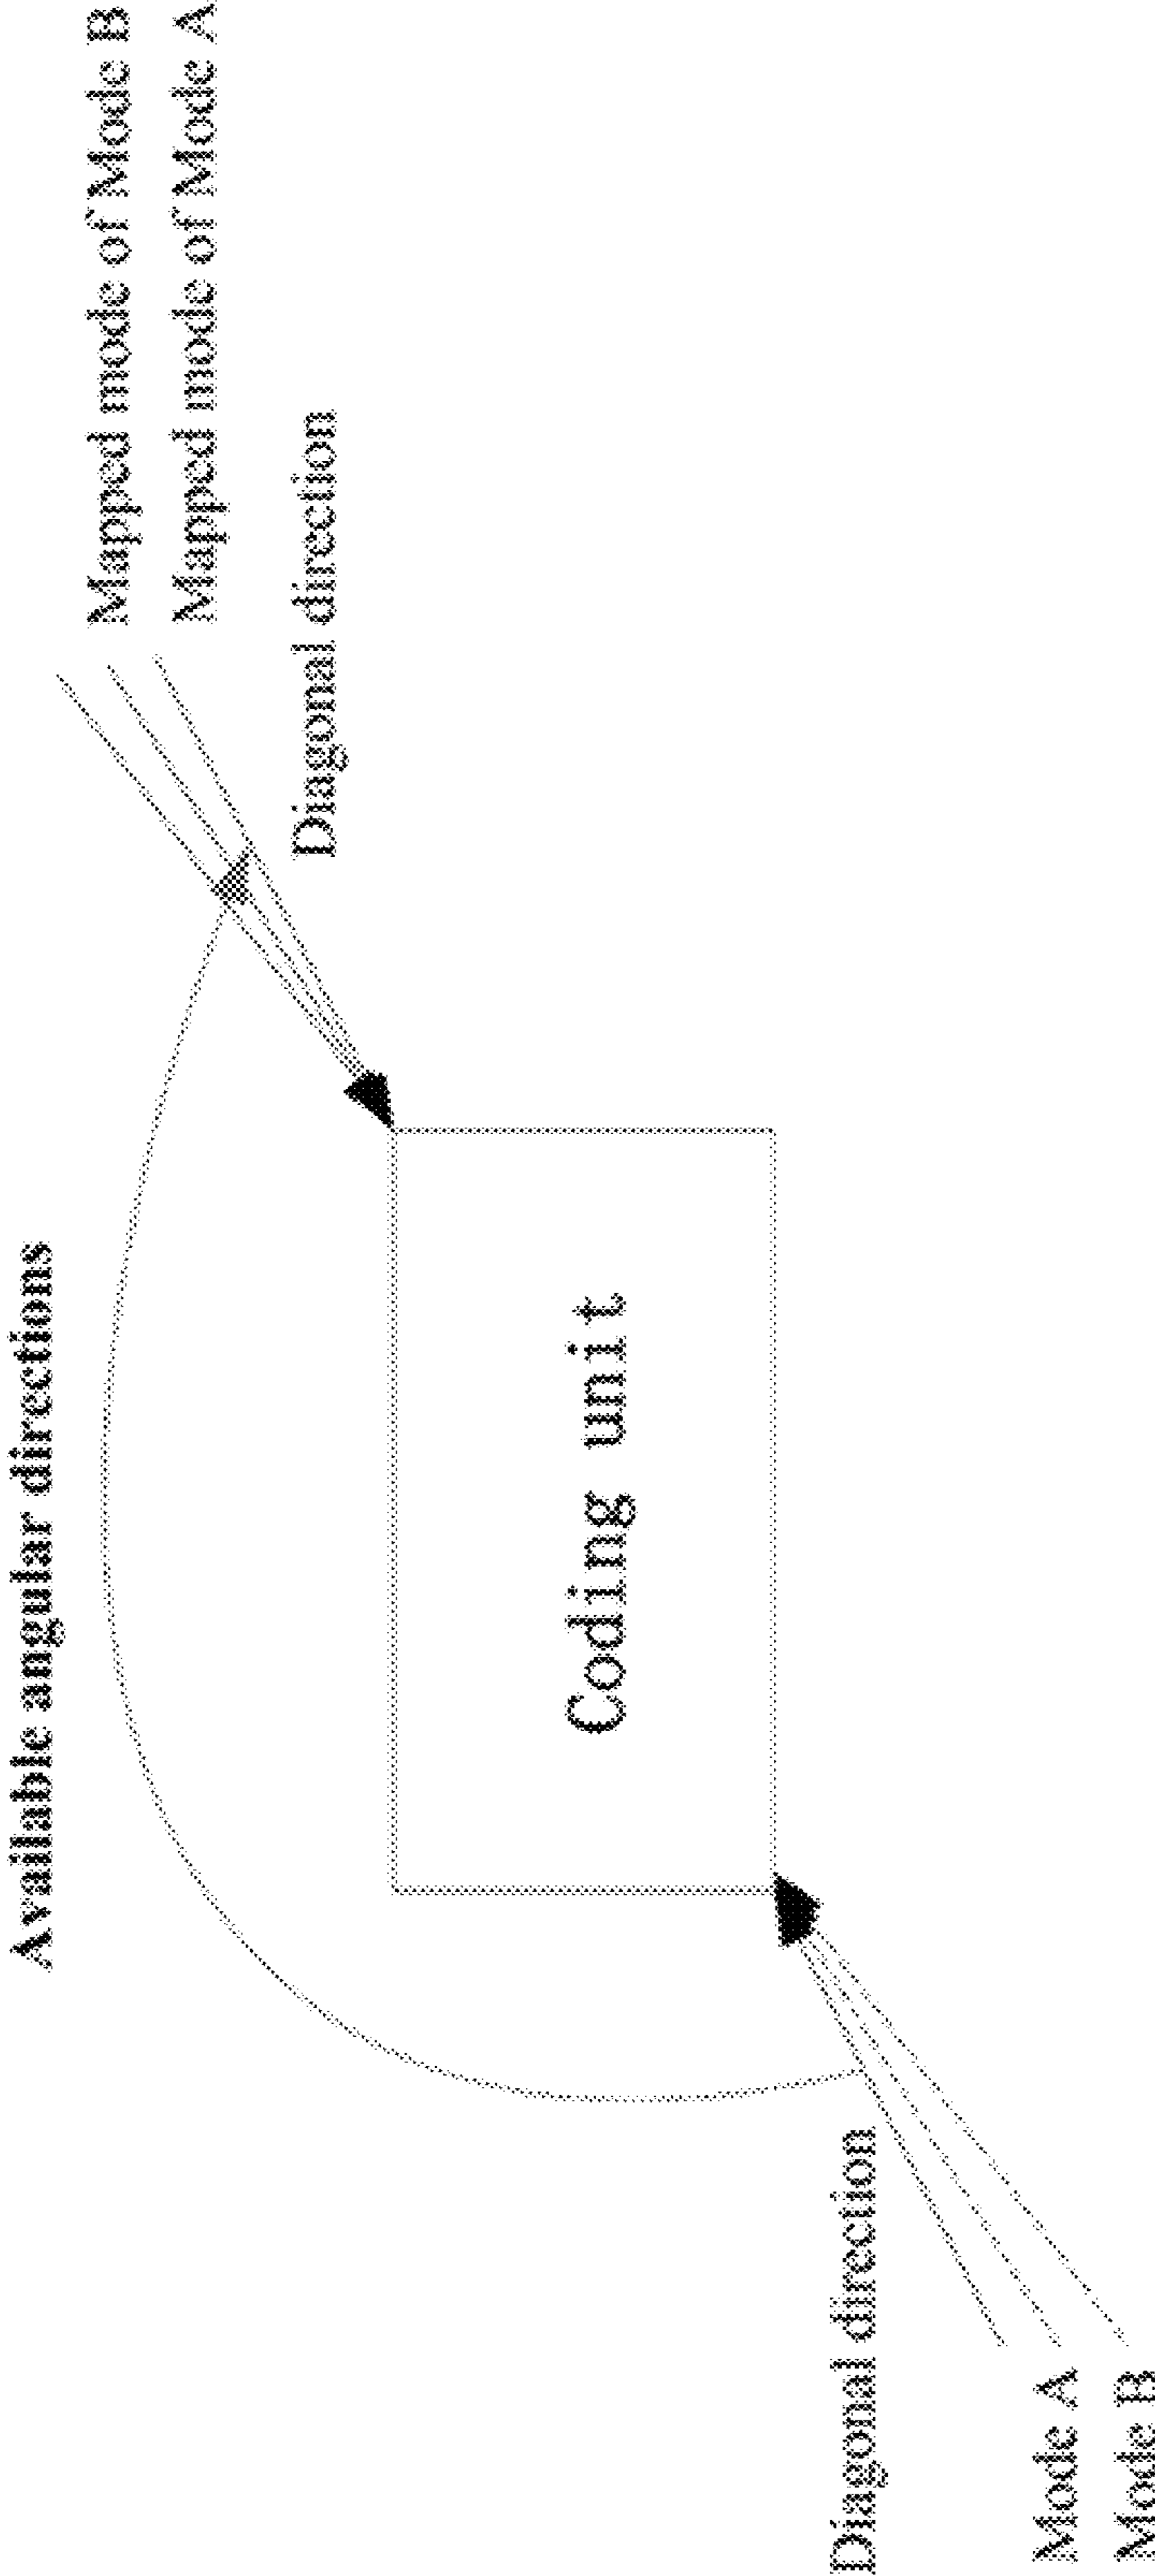 Available angular directions
Mapped mode of Mode B
Mapped mode of Mode A
Diagonal direction
Coding unit
Diagonal direction
Mode A
Mode B